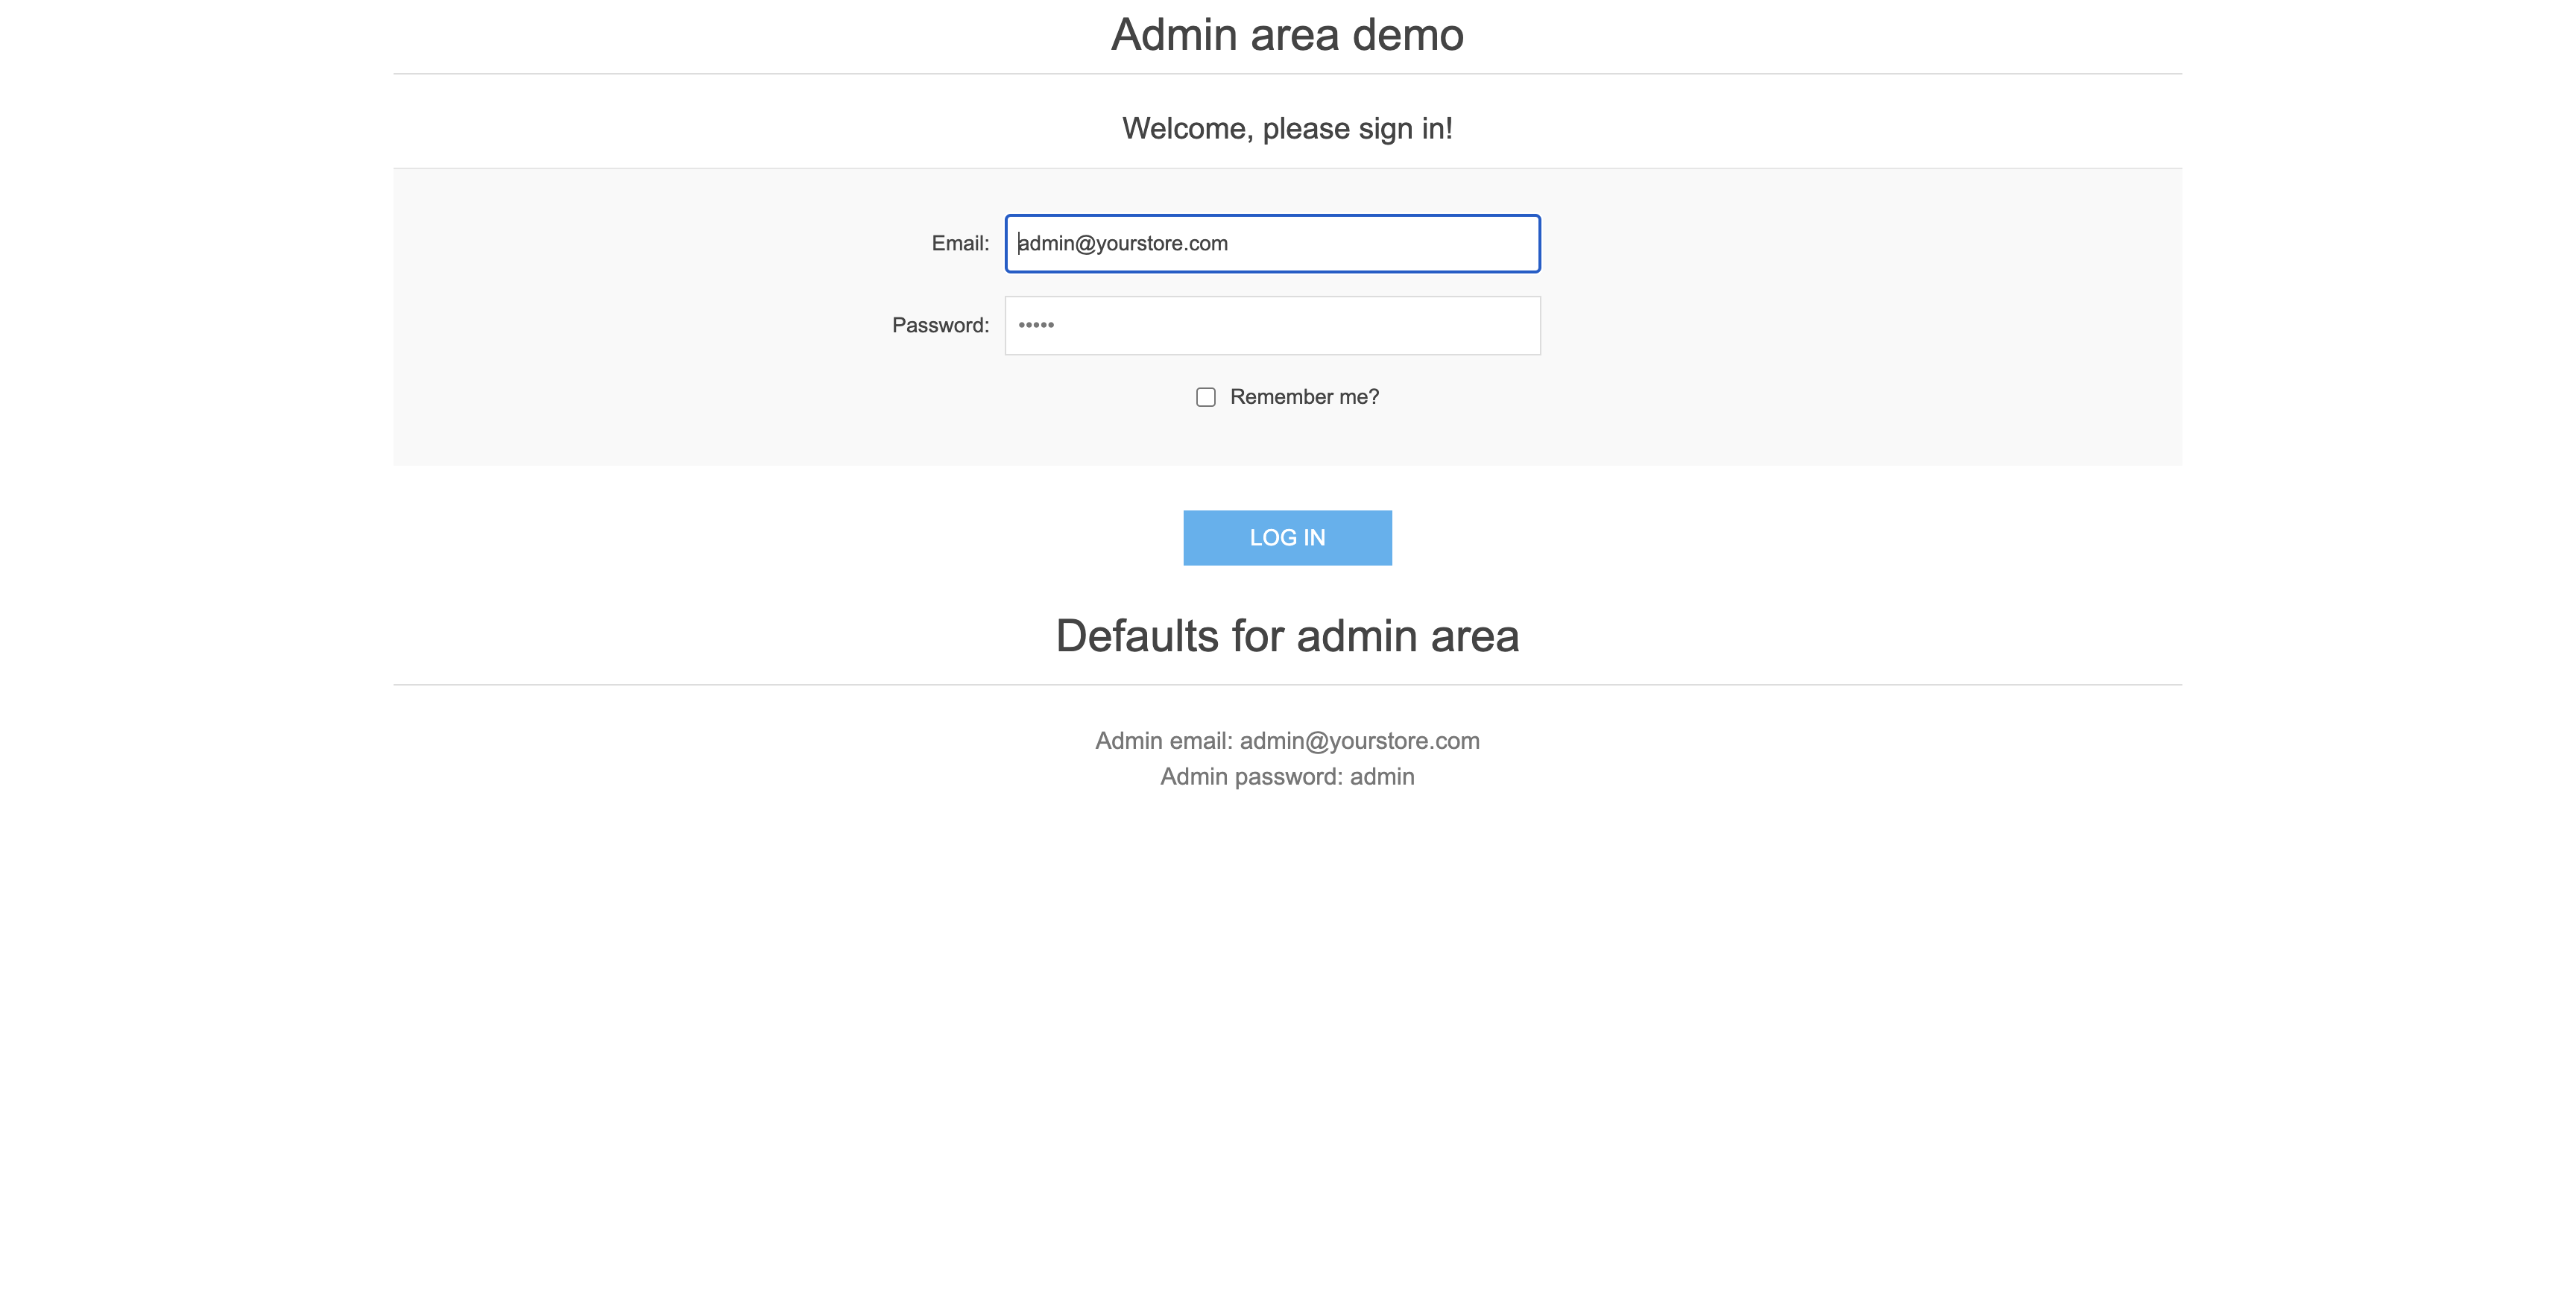 Admin area demo
Welcome, please sign in!
Email: admin@yourstore.com
Password: •••••
Remember me?
LOG IN
Defaults for admin area
Admin email: admin@yourstore.com
Admin password: admin